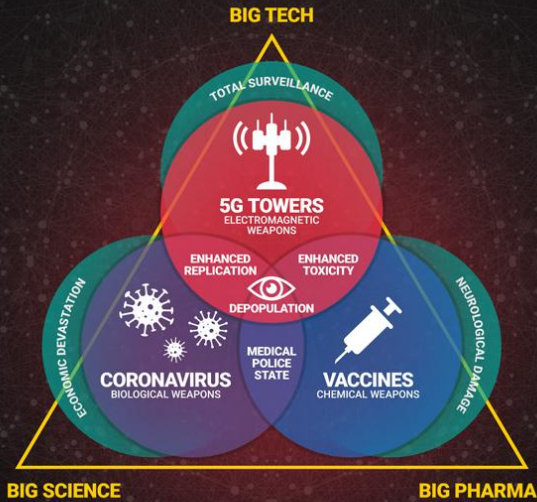 BIG TECH
TOTAL SURVEILLANCE
5G TOWERS
ELECTROMAGNETIC
WEAPONS
ENHANCED
REPLICATION
ENHANCED
TOXICITY
DEPOPULATION
ECONOMIC DEVASTATION
NEUROLOGICAL DAMAGE
MEDICAL
POLICE
STATE
CORONAVIRUS
BIOLOGICAL WEAPONS
VACCINES
CHEMICAL WEAPONS
BIG SCIENCE
BIG PHARMA